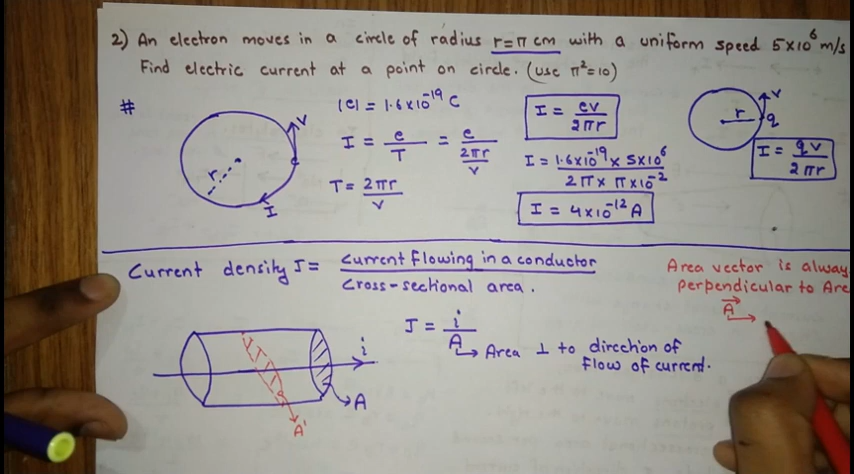 2) An electron moves in a circle of radius r=π cm with a uniform speed 5×10⁶ m/s
Find electric current at a point on circle. (use π²=10)
#
r
V
I
|e| = 1.6×10⁻¹⁹ C
I = e/T = e/(2πr/v)
T = 2πr/v
I = ev/2πr
I = 1.6×10⁻¹⁹ × 5×10⁶ / 2π × π×10⁻²
I = 4×10⁻¹² A
r
v
q
I = qv/2πr
Current density J = Current flowing in a conductor / Cross-sectional area.
i
A
A'
J = i/A
Area ⊥ to direction of
flow of current.
Area vector is alway
perpendicular to Are
A⃗